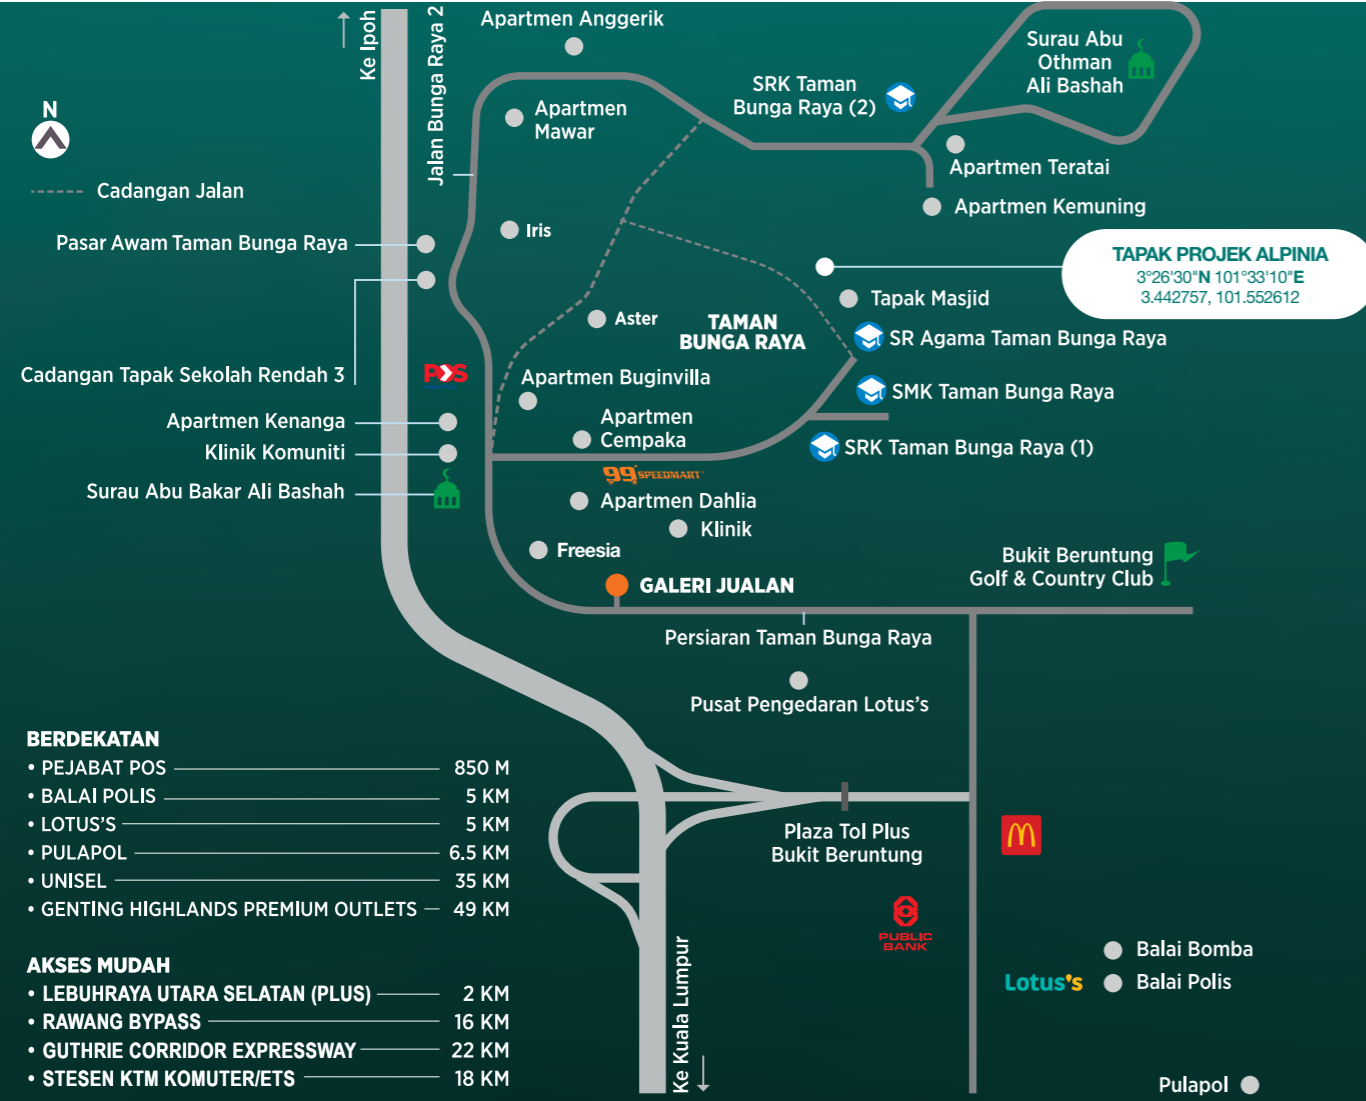 Ke Ipoh
Jalan Bunga Raya 2
Apartmen Anggerik
Surau Abu
Othman
Ali Bashah
SRK Taman
Bunga Raya (2)
N
Apartmen
Mawar
Apartmen Teratai
Cadangan Jalan
Apartmen Kemuning
Iris
Pasar Awam Taman Bunga Raya
TAPAK PROJEK ALPINIA
3°26'30"N 101°33'10"E
3.442757, 101.552612
Tapak Masjid
Aster
TAMAN
BUNGA RAYA
SR Agama Taman Bunga Raya
Cadangan Tapak Sekolah Rendah 3
POS
Apartmen Buginvilla
SMK Taman Bunga Raya
Apartmen Kenanga
Apartmen
Cempaka
Klinik Komuniti
SRK Taman Bunga Raya (1)
99 SPEEDMART
Surau Abu Bakar Ali Bashah
Apartmen Dahlia
Klinik
Freesia
Bukit Beruntung
Golf & Country Club
GALERI JUALAN
Persiaran Taman Bunga Raya
Pusat Pengedaran Lotus's
BERDEKATAN
• PEJABAT POS 850 M
• BALAI POLIS 5 KM
• LOTUS'S 5 KM
• PULAPOL 6.5 KM
• UNISEL 35 KM
• GENTING HIGHLANDS PREMIUM OUTLETS 49 KM
Plaza Tol Plus
Bukit Beruntung
PUBLIC
BANK
Ke Kuala Lumpur
Balai Bomba
Lotus's
Balai Polis
AKSES MUDAH
• LEBUHRAYA UTARA SELATAN (PLUS) 2 KM
• RAWANG BYPASS 16 KM
• GUTHRIE CORRIDOR EXPRESSWAY 22 KM
• STESEN KTM KOMUTER/ETS 18 KM
Pulapol